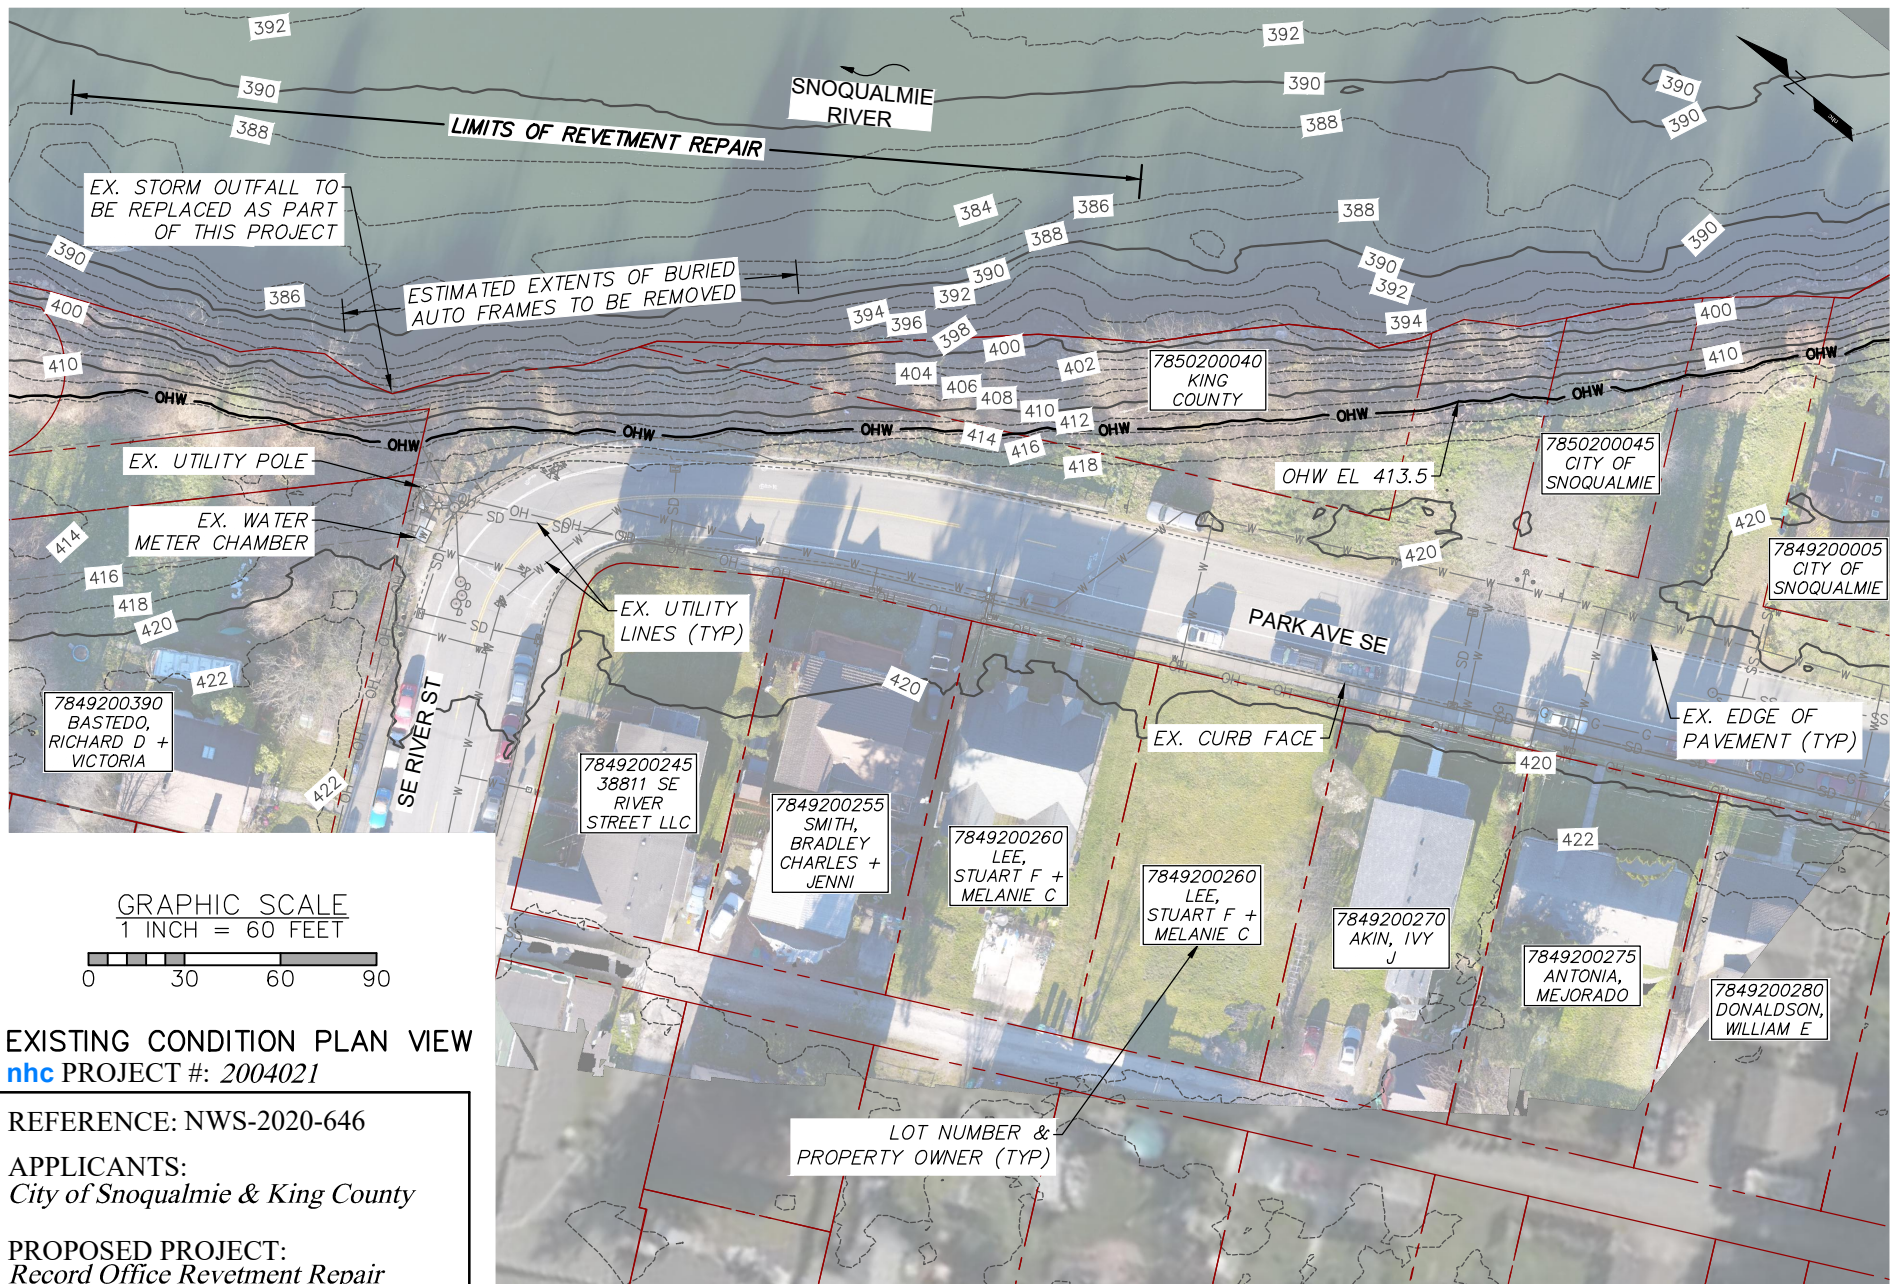 392
392
390
390
390
390
388
388
SNOQUALMIE
RIVER
N
nhc
LIMITS OF REVETMENT REPAIR
EX. STORM OUTFALL TO
BE REPLACED AS PART
OF THIS PROJECT
384
386
388
388
390
390
390
390
392
392
386
ESTIMATED EXTENTS OF BURIED
AUTO FRAMES TO BE REMOVED
394
396
398
394
400
400
400
402
404
406
408
410
410
410
412
414
416
418
7850200040
KING
COUNTY
OHW
OHW
OHW
OHW
OHW
OHW
OHW
OHW
OHW EL 413.5
7850200045
CITY OF
SNOQUALMIE
EX. UTILITY POLE
EX. WATER
METER CHAMBER
414
416
418
420
422
422
420
420
7849200005
CITY OF
SNOQUALMIE
EX. UTILITY
LINES (TYP)
PARK AVE SE
SE RIVER ST
420
420
422
EX. CURB FACE
EX. EDGE OF
PAVEMENT (TYP)
7849200390
BASTEDO,
RICHARD D +
VICTORIA
7849200245
38811 SE
RIVER
STREET LLC
7849200255
SMITH,
BRADLEY
CHARLES +
JENNI
7849200260
LEE,
STUART F +
MELANIE C
7849200260
LEE,
STUART F +
MELANIE C
7849200270
AKIN, IVY
J
7849200275
ANTONIA,
MEJORADO
7849200280
DONALDSON,
WILLIAM E
LOT NUMBER &
PROPERTY OWNER (TYP)
GRAPHIC SCALE
1 INCH = 60 FEET
0 30 60 90
EXISTING CONDITION PLAN VIEW
nhc PROJECT #: 2004021
REFERENCE: NWS-2020-646
APPLICANTS:
City of Snoqualmie & King County
PROPOSED PROJECT:
Record Office Revetment Repair